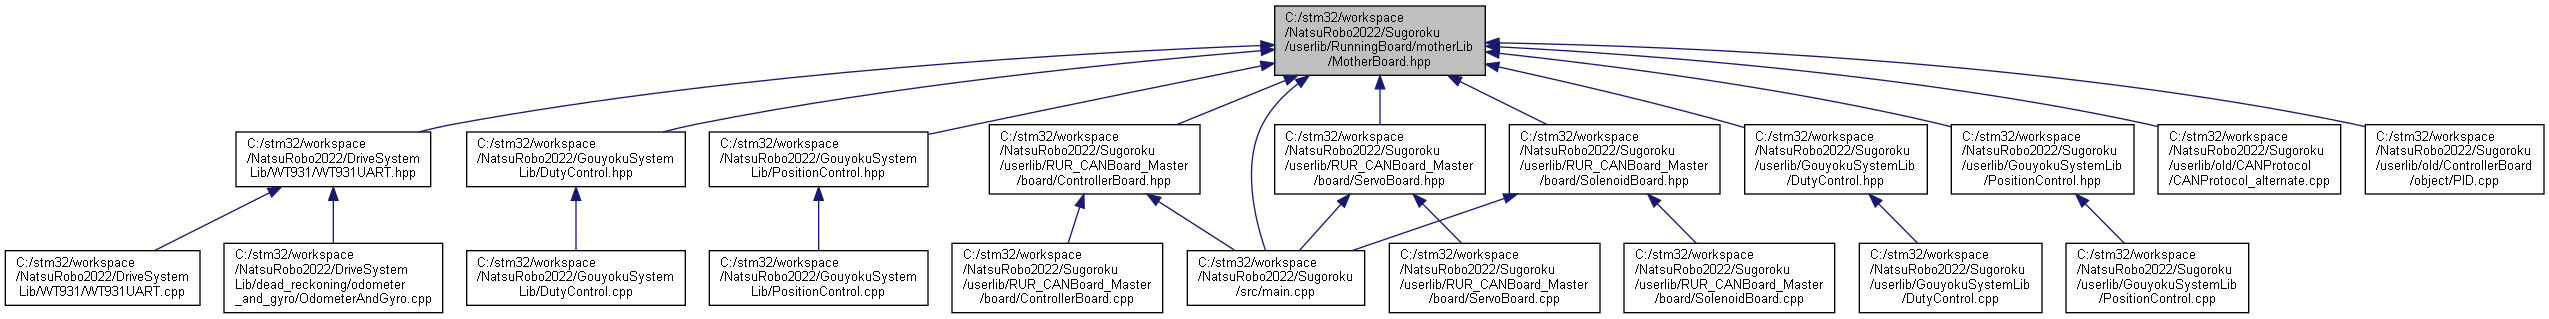 C:/stm32/workspace
/NatsuRobo2022/Sugoroku
/userlib/RunningBoard/motherLib
/MotherBoard.hpp
C:/stm32/workspace
/NatsuRobo2022/DriveSystem
Lib/WT931/WT931UART.hpp
C:/stm32/workspace
/NatsuRobo2022/GouyokuSystem
Lib/DutyControl.hpp
C:/stm32/workspace
/NatsuRobo2022/GouyokuSystem
Lib/PositionControl.hpp
C:/stm32/workspace
/NatsuRobo2022/Sugoroku
/userlib/RUR_CANBoard_Master
/board/ControllerBoard.hpp
C:/stm32/workspace
/NatsuRobo2022/Sugoroku
/userlib/RUR_CANBoard_Master
/board/ServoBoard.hpp
C:/stm32/workspace
/NatsuRobo2022/Sugoroku
/userlib/RUR_CANBoard_Master
/board/SolenoidBoard.hpp
C:/stm32/workspace
/NatsuRobo2022/Sugoroku
/userlib/GouyokuSystemLib
/DutyControl.hpp
C:/stm32/workspace
/NatsuRobo2022/Sugoroku
/userlib/GouyokuSystemLib
/PositionControl.hpp
C:/stm32/workspace
/NatsuRobo2022/Sugoroku
/userlib/old/CANProtocol
/CANProtocol_alternate.cpp
C:/stm32/workspace
/NatsuRobo2022/Sugoroku
/userlib/old/ControllerBoard
/object/PID.cpp
C:/stm32/workspace
/NatsuRobo2022/DriveSystem
Lib/WT931/WT931UART.cpp
C:/stm32/workspace
/NatsuRobo2022/DriveSystem
Lib/dead_reckoning/odometer
_and_gyro/OdometerAndGyro.cpp
C:/stm32/workspace
/NatsuRobo2022/GouyokuSystem
Lib/DutyControl.cpp
C:/stm32/workspace
/NatsuRobo2022/GouyokuSystem
Lib/PositionControl.cpp
C:/stm32/workspace
/NatsuRobo2022/Sugoroku
/userlib/RUR_CANBoard_Master
/board/ControllerBoard.cpp
C:/stm32/workspace
/NatsuRobo2022/Sugoroku
/src/main.cpp
C:/stm32/workspace
/NatsuRobo2022/Sugoroku
/userlib/RUR_CANBoard_Master
/board/ServoBoard.cpp
C:/stm32/workspace
/NatsuRobo2022/Sugoroku
/userlib/RUR_CANBoard_Master
/board/SolenoidBoard.cpp
C:/stm32/workspace
/NatsuRobo2022/Sugoroku
/userlib/GouyokuSystemLib
/DutyControl.cpp
C:/stm32/workspace
/NatsuRobo2022/Sugoroku
/userlib/GouyokuSystemLib
/PositionControl.cpp